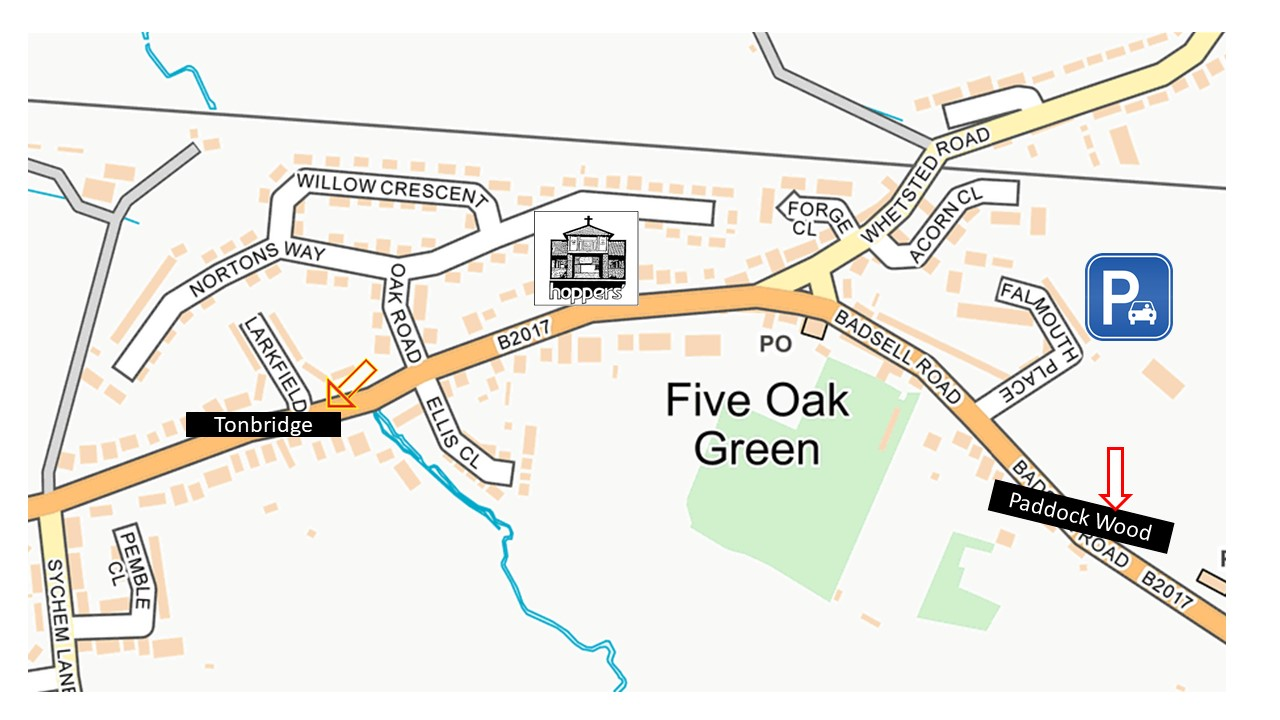 WHETSTED ROAD
WILLOW CRESCENT
FORGE
CL
ACORN CL
NORTONS WAY
OAK ROAD
hoppers'
P
FALMOUTH PLACE
B2017
BADSELL ROAD
PO
LARKFIELD
Five Oak
Green
Tonbridge
ELLIS CL
Paddock Wood
ROAD
B2017
PEMBLE
CL
SYCHEM LANE